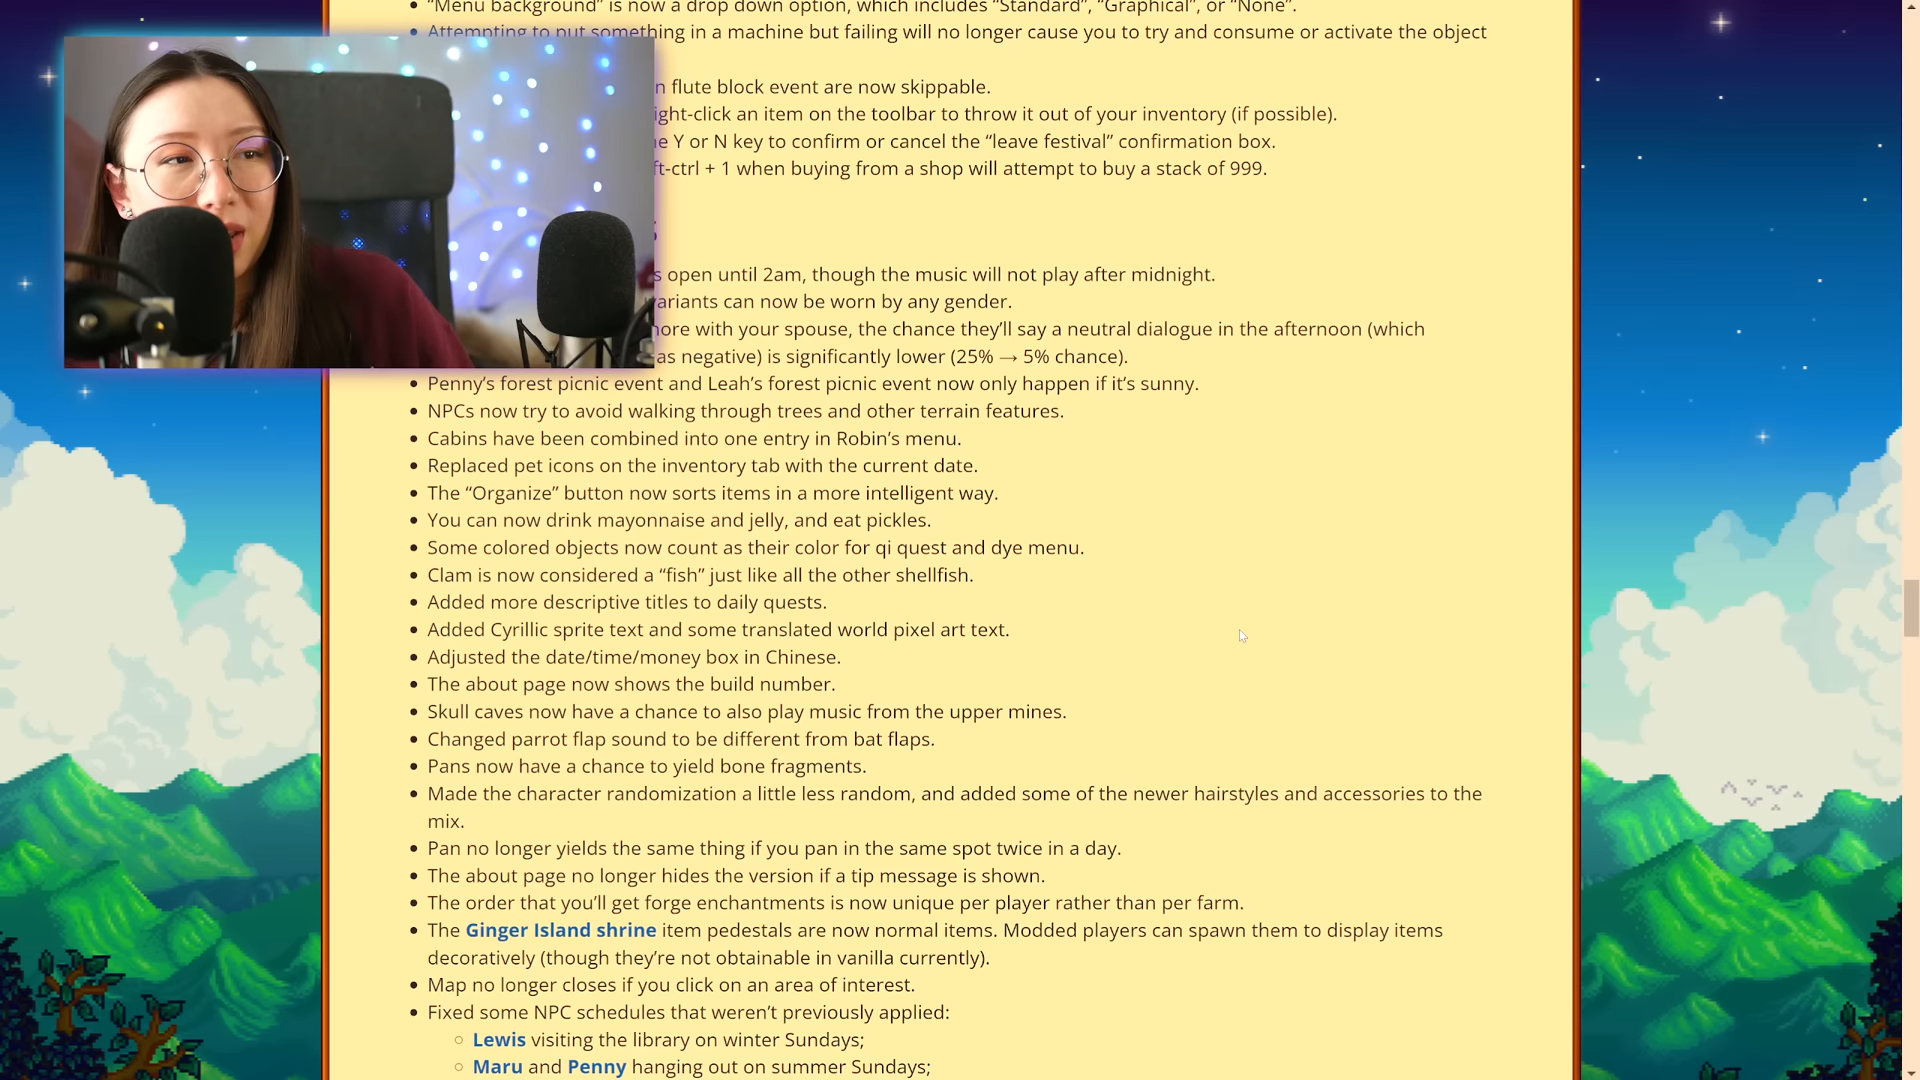 “Menu background” is now a drop down option, which includes “Standard”, “Graphical”, or “None”.
Attempting to put something in a machine but failing will no longer cause you to try and consume or activate the object
n flute block event are now skippable.
ight-click an item on the toolbar to throw it out of your inventory (if possible).
e Y or N key to confirm or cancel the “leave festival” confirmation box.
ft-ctrl + 1 when buying from a shop will attempt to buy a stack of 999.
s open until 2am, though the music will not play after midnight.
variants can now be worn by any gender.
more with your spouse, the chance they’ll say a neutral dialogue in the afternoon (which
as negative) is significantly lower (25% → 5% chance).
Penny’s forest picnic event and Leah’s forest picnic event now only happen if it’s sunny.
NPCs now try to avoid walking through trees and other terrain features.
Cabins have been combined into one entry in Robin’s menu.
Replaced pet icons on the inventory tab with the current date.
The “Organize” button now sorts items in a more intelligent way.
You can now drink mayonnaise and jelly, and eat pickles.
Some colored objects now count as their color for qi quest and dye menu.
Clam is now considered a “fish” just like all the other shellfish.
Added more descriptive titles to daily quests.
Added Cyrillic sprite text and some translated world pixel art text.
Adjusted the date/time/money box in Chinese.
The about page now shows the build number.
Skull caves now have a chance to also play music from the upper mines.
Changed parrot flap sound to be different from bat flaps.
Pans now have a chance to yield bone fragments.
Made the character randomization a little less random, and added some of the newer hairstyles and accessories to the
mix.
Pan no longer yields the same thing if you pan in the same spot twice in a day.
The about page no longer hides the version if a tip message is shown.
The order that you’ll get forge enchantments is now unique per player rather than per farm.
The Ginger Island shrine item pedestals are now normal items. Modded players can spawn them to display items
decoratively (though they’re not obtainable in vanilla currently).
Map no longer closes if you click on an area of interest.
Fixed some NPC schedules that weren’t previously applied:
Lewis visiting the library on winter Sundays;
Maru and Penny hanging out on summer Sundays;